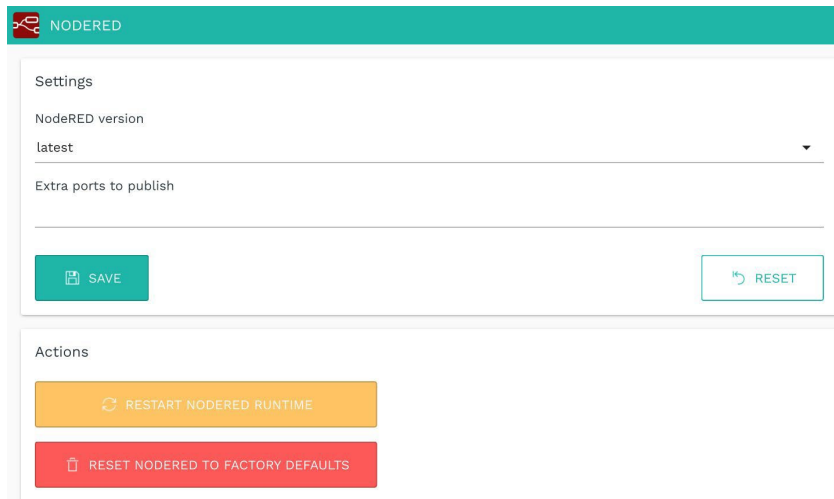 NODERED
Settings
NodeRED version
latest
Extra ports to publish
SAVE
RESET
Actions
RESTART NODERED RUNTIME
RESET NODERED TO FACTORY DEFAULTS